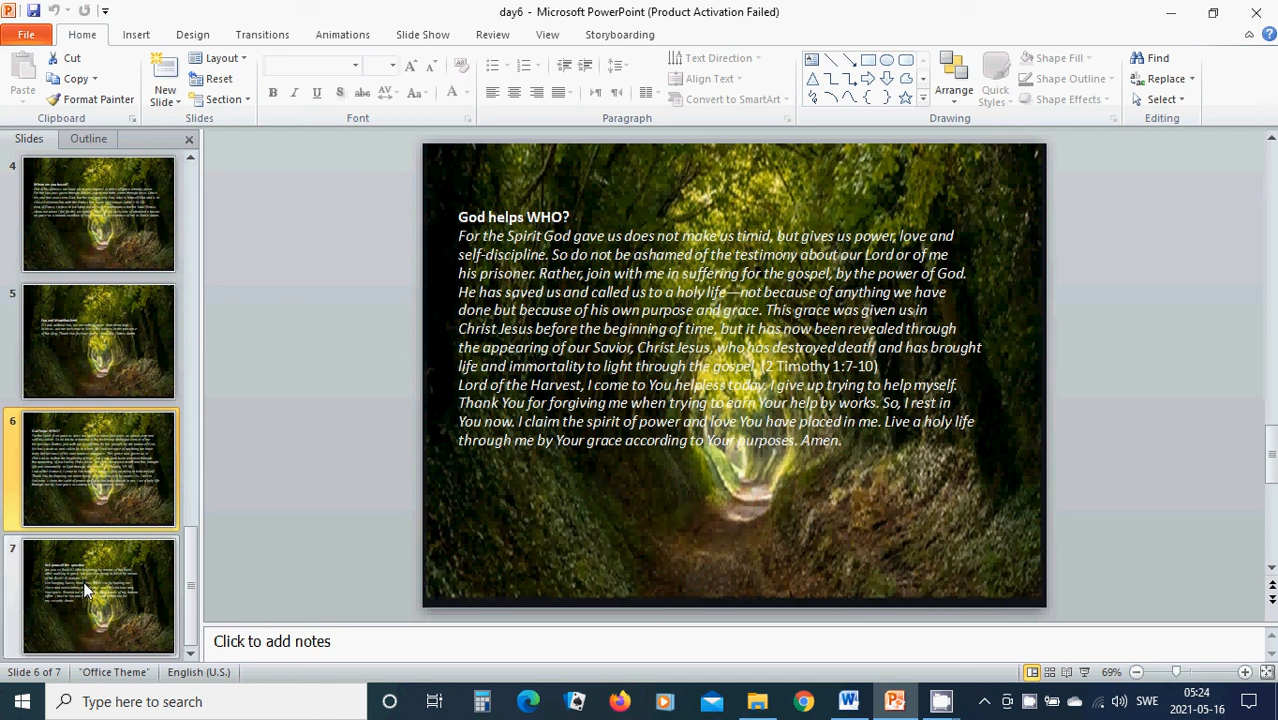 day6 - Microsoft PowerPoint (Product Activation Failed)
File Home Insert Design Transitions Animations Slide Show Review View Storyboarding
Paste
Cut
Copy
Format Painter
Clipboard
New
Slide
Layout
Reset
Section
Slides
Font
Text Direction
Align Text
Convert to SmartArt
Paragraph
Arrange
Quick
Styles
Shape Fill
Shape Outline
Shape Effects
Drawing
Find
Replace
Select
Editing
Slides Outline
4
5
6
7
God helps WHO?
For the Spirit God gave us does not make us timid, but gives us power, love and
self-discipline. So do not be ashamed of the testimony about our Lord or of me
his prisoner. Rather, join with me in suffering for the gospel, by the power of God.
He has saved us and called us to a holy life—not because of anything we have
done but because of his own purpose and grace. This grace was given us in
Christ Jesus before the beginning of time, but it has now been revealed through
the appearing of our Savior, Christ Jesus, who has destroyed death and has brought
life and immortality to light through the gospel. (2 Timothy 1:7-10)
Lord of the Harvest, I come to You helpless today. I give up trying to help myself.
Thank You for forgiving me when trying to earn Your help by works. So, I rest in
You now. I claim the spirit of power and love You have placed in me. Live a holy life
through me by Your grace according to Your purposes. Amen.
Click to add notes
Slide 6 of 7 "Office Theme" English (U.S.) 69%
Type here to search
SWE
05:24
2021-05-16